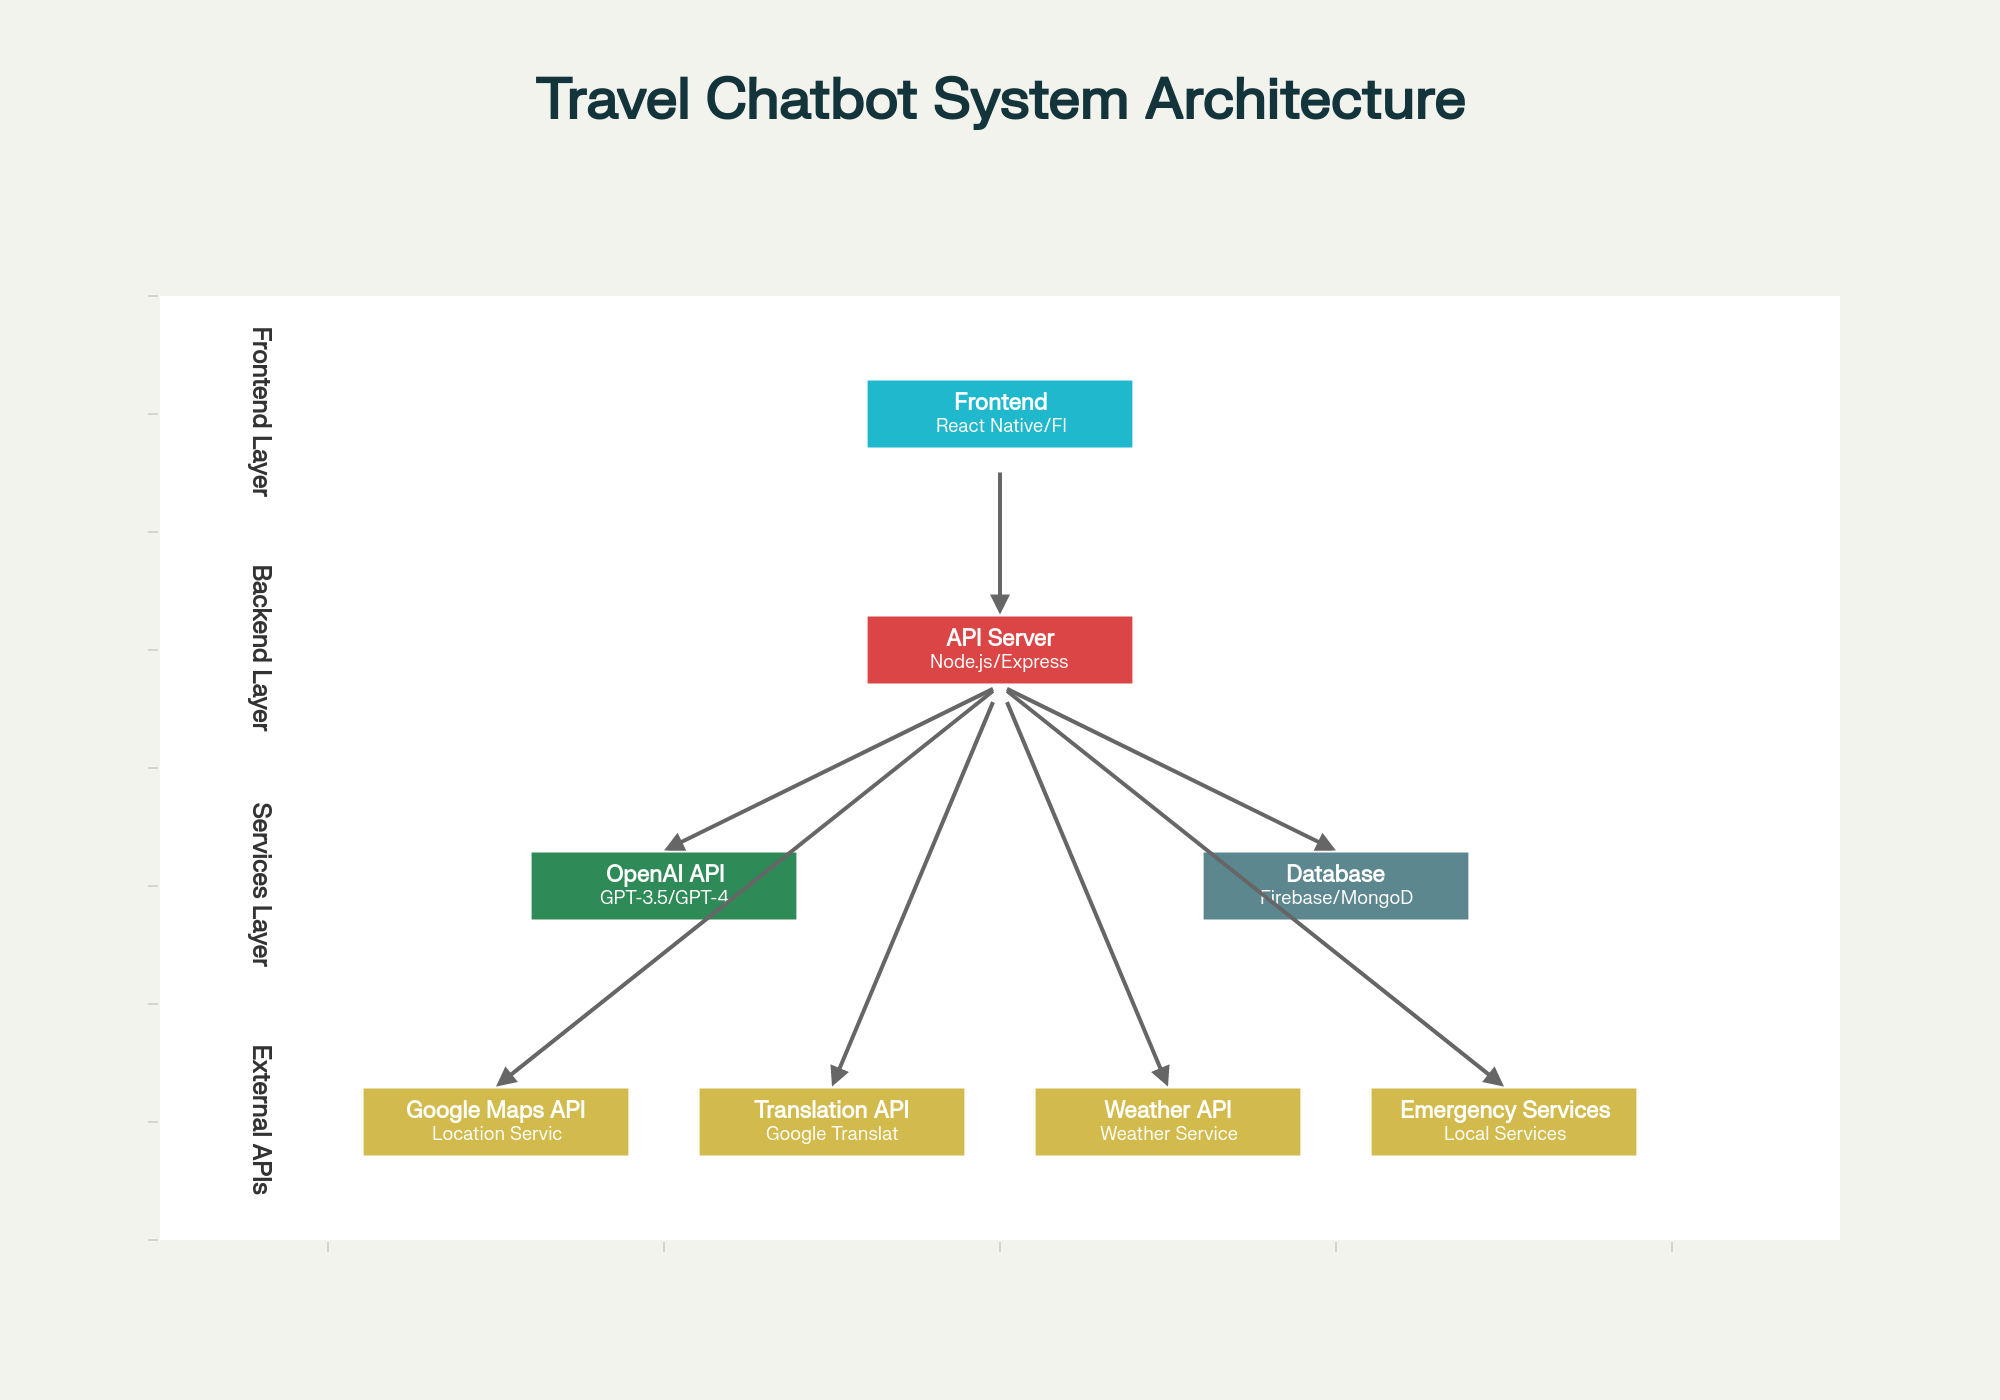 Travel Chatbot System Architecture
Frontend Layer
Frontend
React Native/Fl
Backend Layer
API Server
Node.js/Express
Services Layer
OpenAI API
GPT-3.5/GPT-4
Database
Firebase/MongoD
External APIs
Google Maps API
Location Servic
Translation API
Google Translat
Weather API
Weather Service
Emergency Services
Local Services